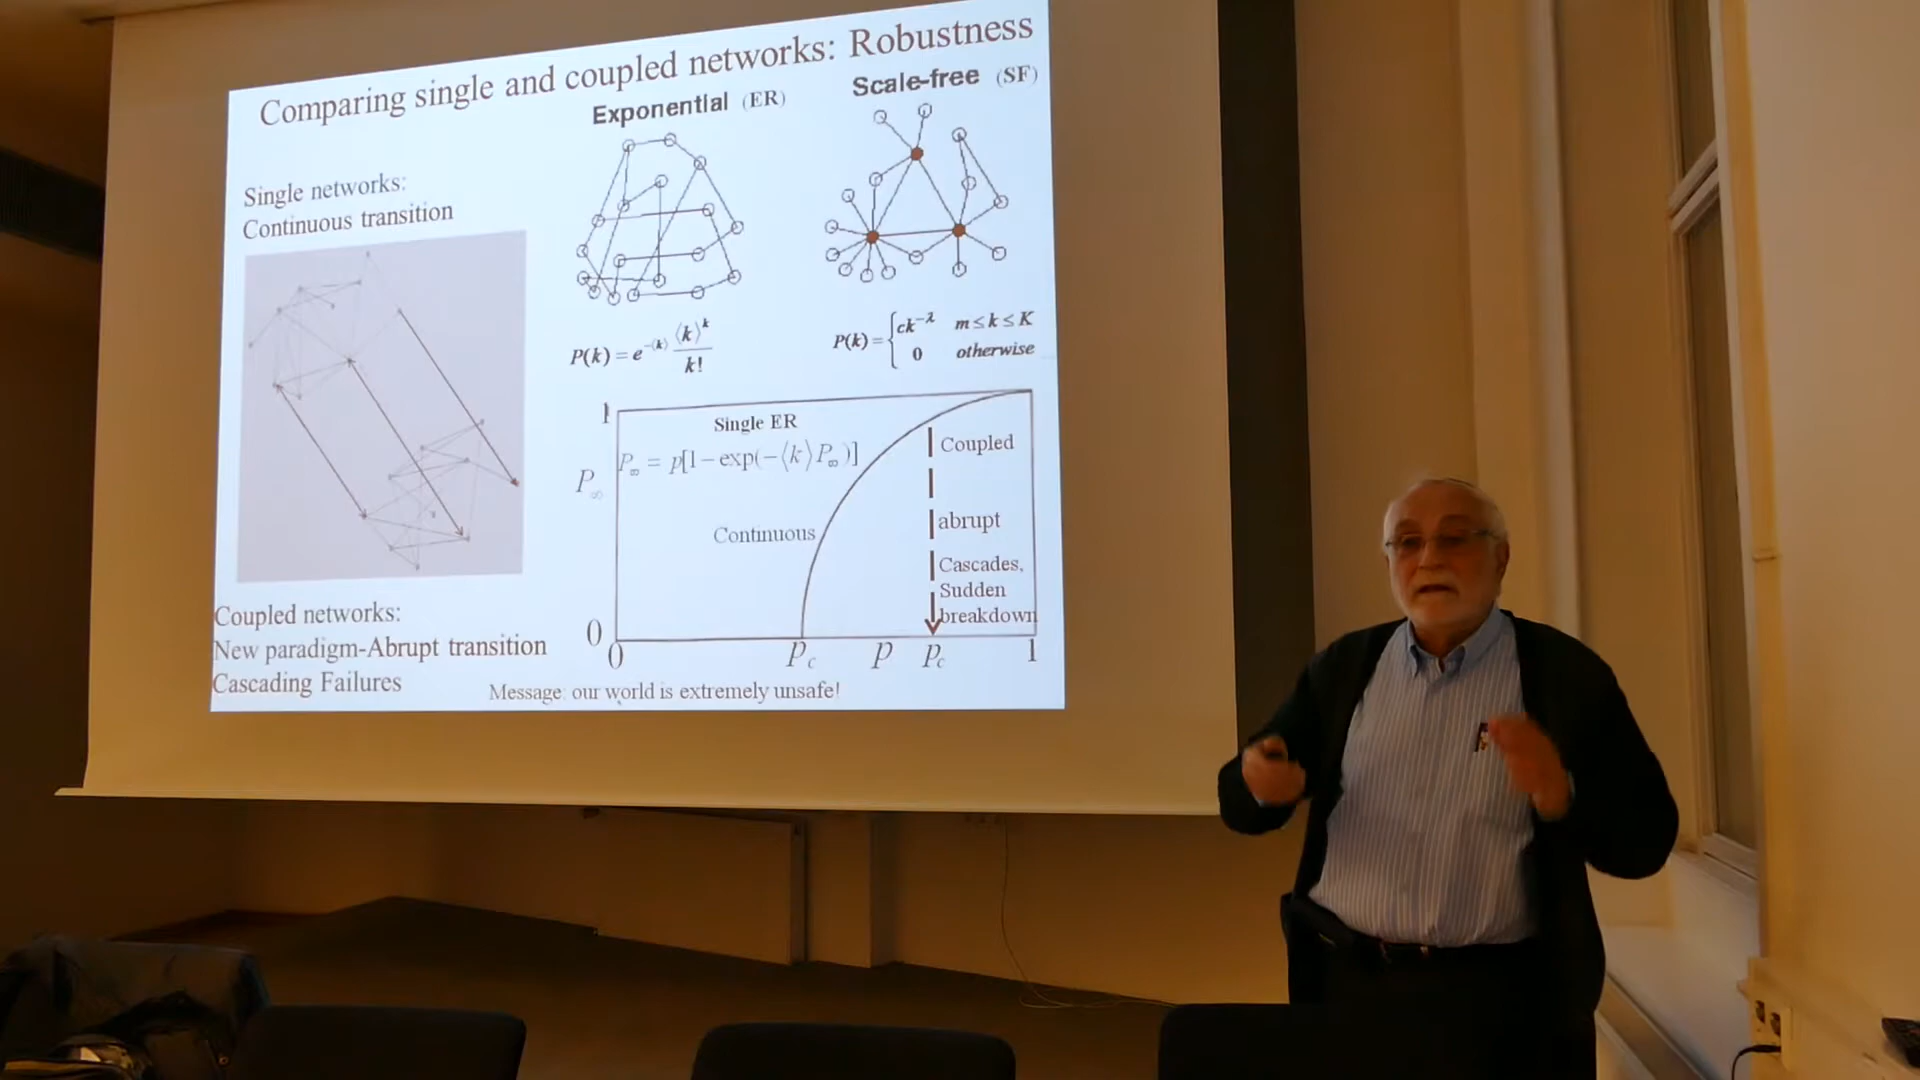 Comparing single and coupled networks: Robustness
Exponential (ER)
Scale-free (SF)
Single networks:
Continuous transition
P(k) = e^{-⟨k⟩} ⟨k⟩^k / k!
P(k) = { ck^{-λ} m ≤ k ≤ K
0 otherwise
1
Single ER
P∞ = p[1 − exp(−⟨k⟩P∞)]
P∞
Continuous
Coupled
abrupt
Cascades,
Sudden
breakdown
0
0 Pc p Pc 1
Coupled networks:
New paradigm-Abrupt transition
Cascading Failures
Message: our world is extremely unsafe!